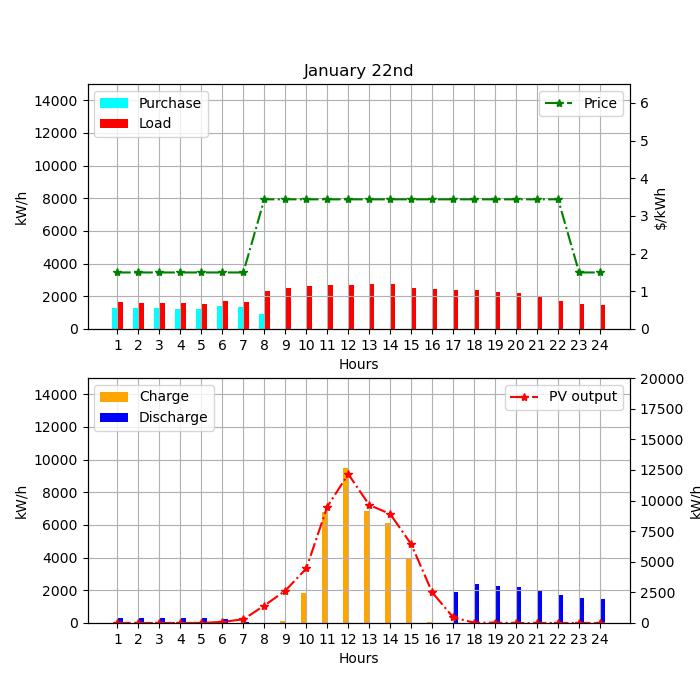 January 22nd
Purchase
Load
Price
14000
12000
10000
8000
6000
4000
2000
0
kW/h
6
5
4
3
2
1
0
$/kWh
1 2 3 4 5 6 7 8 9 10 11 12 13 14 15 16 17 18 19 20 21 22 23 24
Hours
Charge
Discharge
PV output
14000
12000
10000
8000
6000
4000
2000
0
kW/h
20000
17500
15000
12500
10000
7500
5000
2500
0
kW/h
1 2 3 4 5 6 7 8 9 10 11 12 13 14 15 16 17 18 19 20 21 22 23 24
Hours